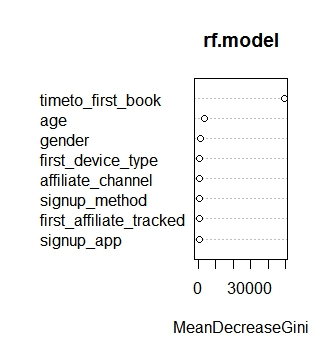 rf.model
timeto_first_book
age
gender
first_device_type
affiliate_channel
signup_method
first_affiliate_tracked
signup_app
0 30000
MeanDecreaseGini